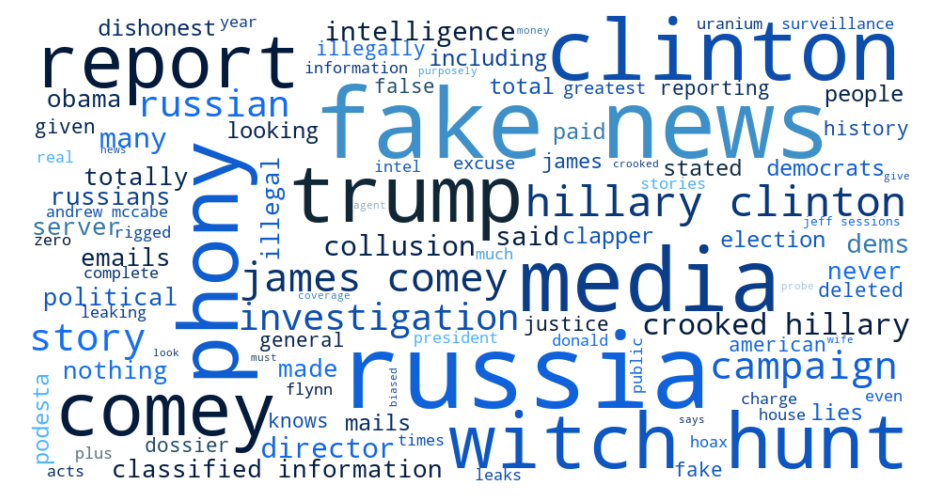 dishonest year
intelligence money
clinton
uranium surveillance
report
illegally including
information purposely
obama russian
false total greatest reporting people
fake news
given many looking
paid
history
real news
intel excuse james crooked stated democrats give
totally
phony
illegal
trump
stories
russians
agent
hillary clinton
andrew mccabe
jeff sessions
server rigged
zero
collusion said clapper election dems
much
emails
complete
james comey
media
never
probe deleted
political
coverage
leaking
investigation
justice crooked hillary
story
general president donald public american wife
look must
nothing made
russia
campaign
podesta
flynn biased
comey
charge even
house lies
knows mails says
witch hunt
dossier director times hoax
plus
acts classified information leaks fake